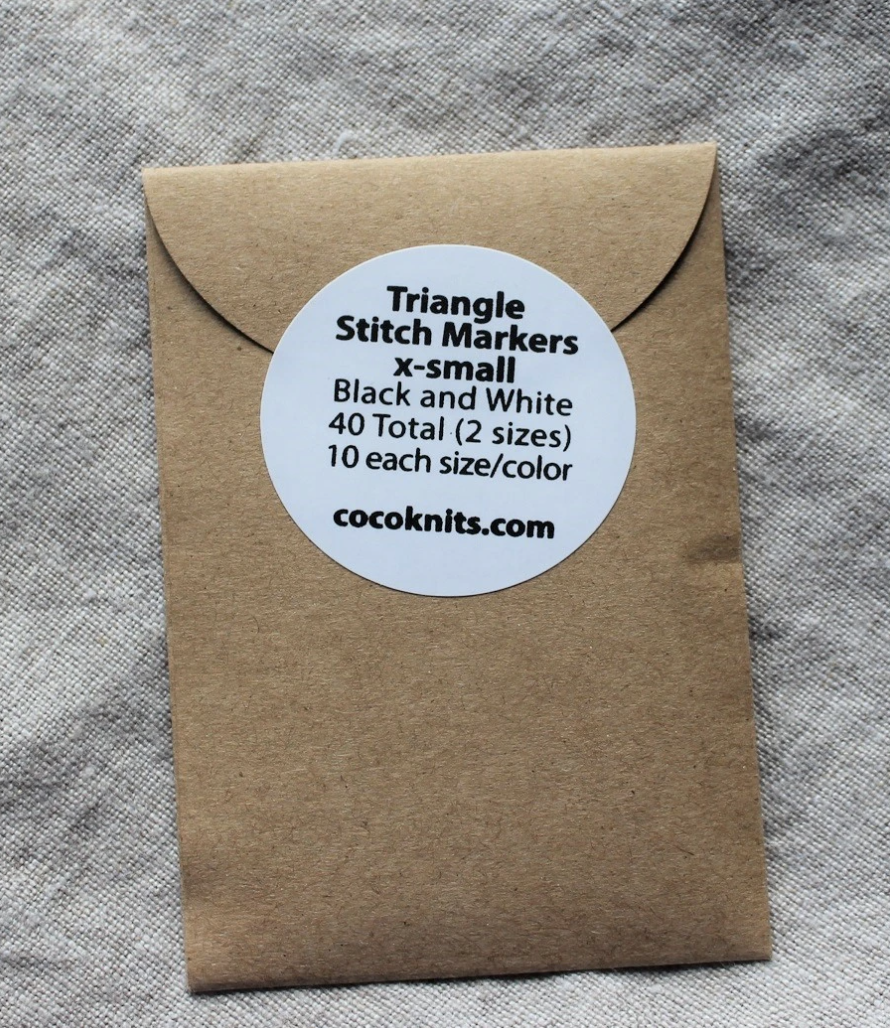 Triangle
Stitch Markers
x-small
Black and White
40 Total (2 sizes)
10 each size/color
cocoknits.com